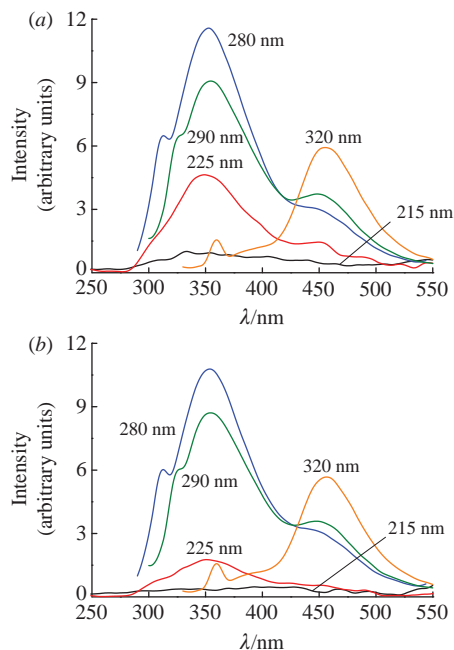 (a)
12
9
6
3
0
Intensity
(arbitrary units)
280 nm
290 nm
225 nm
320 nm
215 nm
250 300 350 400 450 500 550
λ/nm
(b)
12
9
6
3
0
Intensity
(arbitrary units)
280 nm
290 nm
225 nm
320 nm
215 nm
250 300 350 400 450 500 550
λ/nm